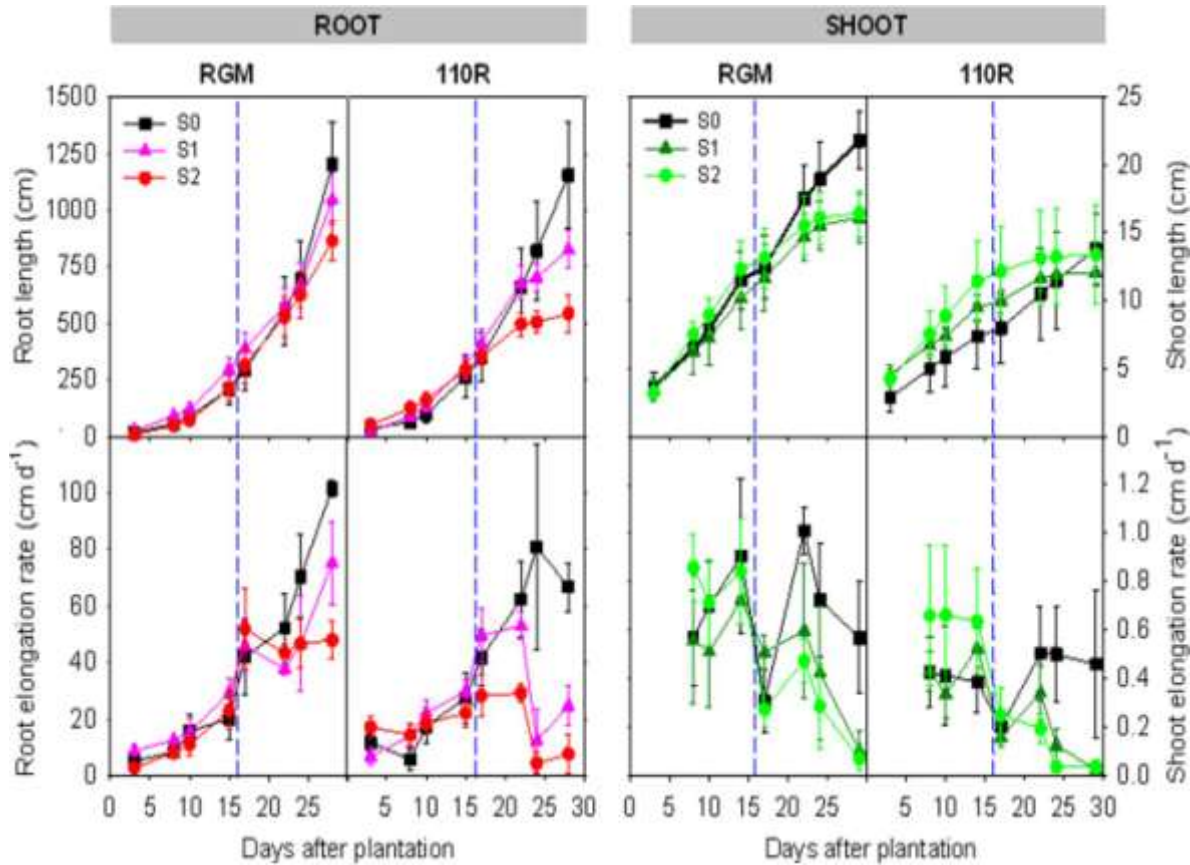 ROOT SHOOT
RGM 110R RGM 110R
1500 1250 1000 750 500 250 0
Root length (cm)
S0
S1
S2
S0
S1
S2
25 20 15 10 5 0
Shoot length (cm)
100 80 60 40 20 0
Root elongation rate (cm d-1)
1.2 1.0 0.8 0.6 0.4 0.2 0.0
Shoot elongation rate (cm d-1)
0 5 10 15 20 25 0 5 10 15 20 25 30
0 5 10 15 20 25 5 10 15 20 25 30
Days after plantation Days after plantation